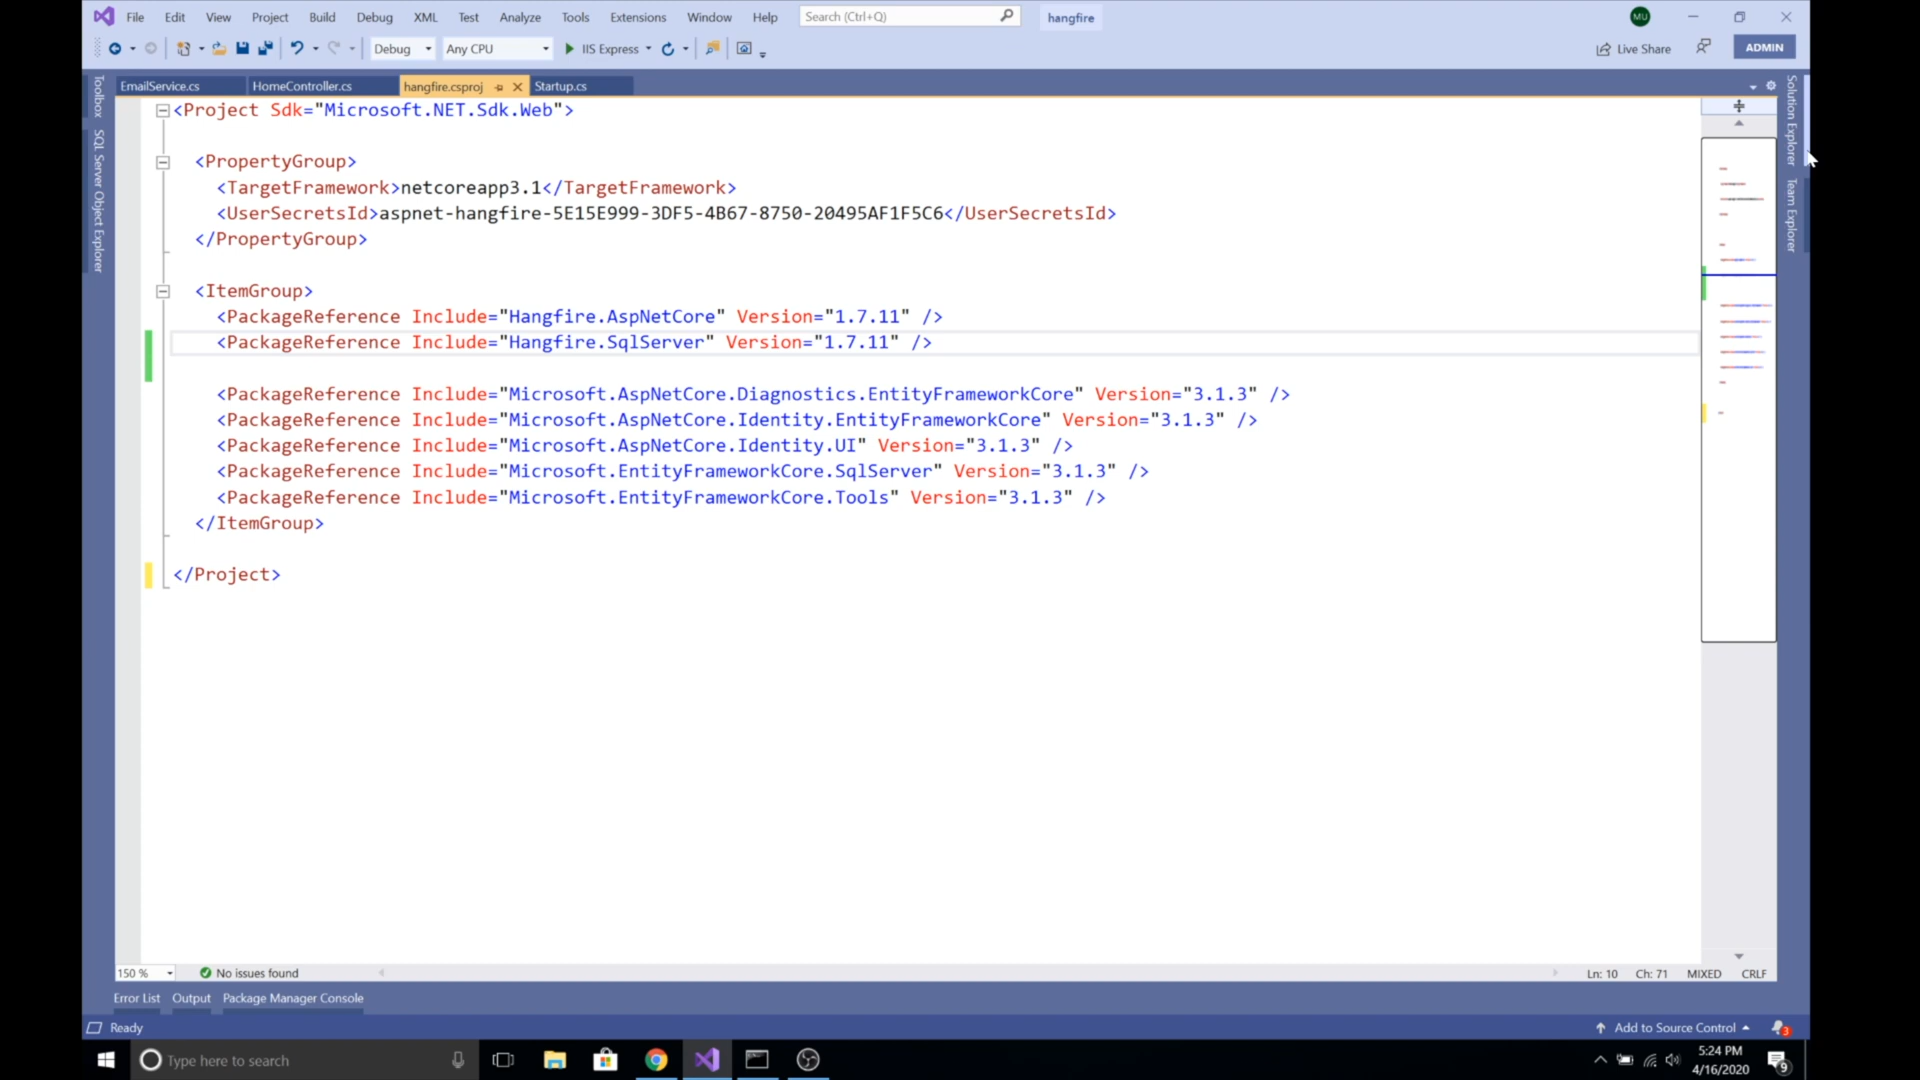 File Edit View Project Build Debug XML Test Analyze Tools Extensions Window Help Search (Ctrl+Q) hangfire MU
Debug Any CPU IIS Express Live Share ADMIN
EmailService.cs HomeController.cs hangfire.csproj Startup.cs
Toolbox
SQL Server Object Explorer
Solution Explorer
Team Explorer
<Project Sdk="Microsoft.NET.Sdk.Web">
<PropertyGroup>
<TargetFramework>netcoreapp3.1</TargetFramework>
<UserSecretsId>aspnet-hangfire-5E15E999-3DF5-4B67-8750-20495AF1F5C6</UserSecretsId>
</PropertyGroup>
<ItemGroup>
<PackageReference Include="Hangfire.AspNetCore" Version="1.7.11" />
<PackageReference Include="Hangfire.SqlServer" Version="1.7.11" />
<PackageReference Include="Microsoft.AspNetCore.Diagnostics.EntityFrameworkCore" Version="3.1.3" />
<PackageReference Include="Microsoft.AspNetCore.Identity.EntityFrameworkCore" Version="3.1.3" />
<PackageReference Include="Microsoft.AspNetCore.Identity.UI" Version="3.1.3" />
<PackageReference Include="Microsoft.EntityFrameworkCore.SqlServer" Version="3.1.3" />
<PackageReference Include="Microsoft.EntityFrameworkCore.Tools" Version="3.1.3" />
</ItemGroup>
</Project>
150 % No issues found Ln: 10 Ch: 71 MIXED CRLF
Error List Output Package Manager Console
Ready Add to Source Control 3
Type here to search 5:24 PM
4/16/2020 9